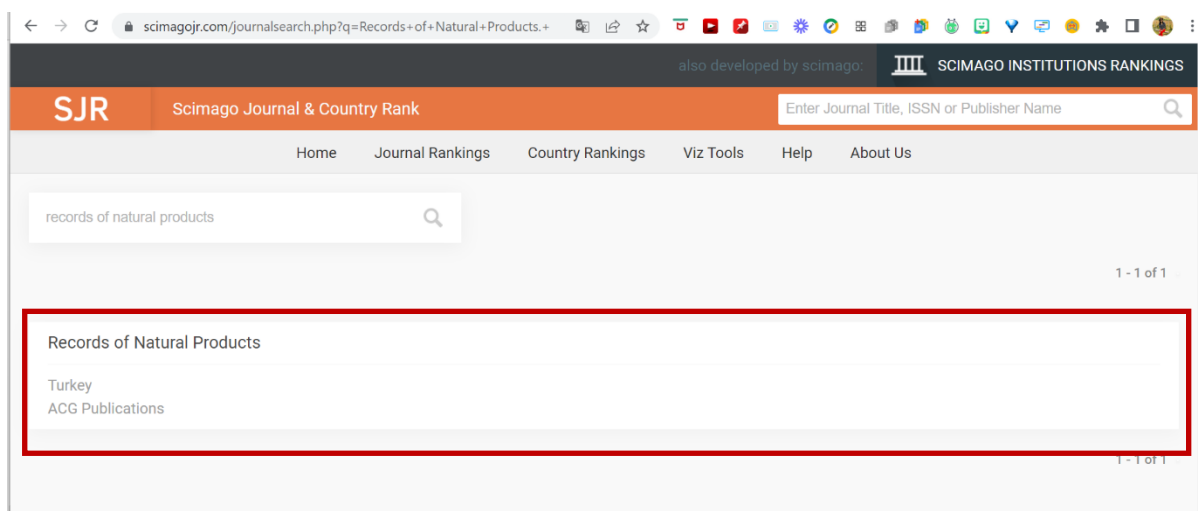 scimagojr.com/journalsearch.php?q=Records+of+Natural+Products.+
also developed by scimago: SCIMAGO INSTITUTIONS RANKINGS
SJR Scimago Journal & Country Rank Enter Journal Title, ISSN or Publisher Name
Home Journal Rankings Country Rankings Viz Tools Help About Us
records of natural products
1 - 1 of 1
Records of Natural Products
Turkey
ACG Publications
1 - 1 of 1